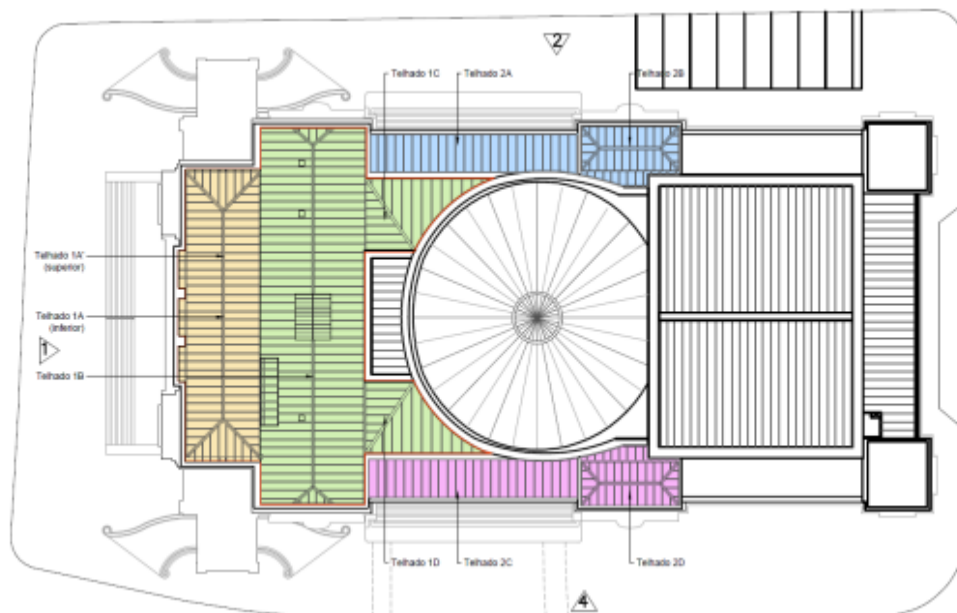 2
Telhado 1C
Telhado 2A
Telhado 2B
Telhado 1A'
(superior)
Telhado 1A
(inferior)
1
Telhado 1B
Telhado 1D
Telhado 2C
Telhado 2D
4